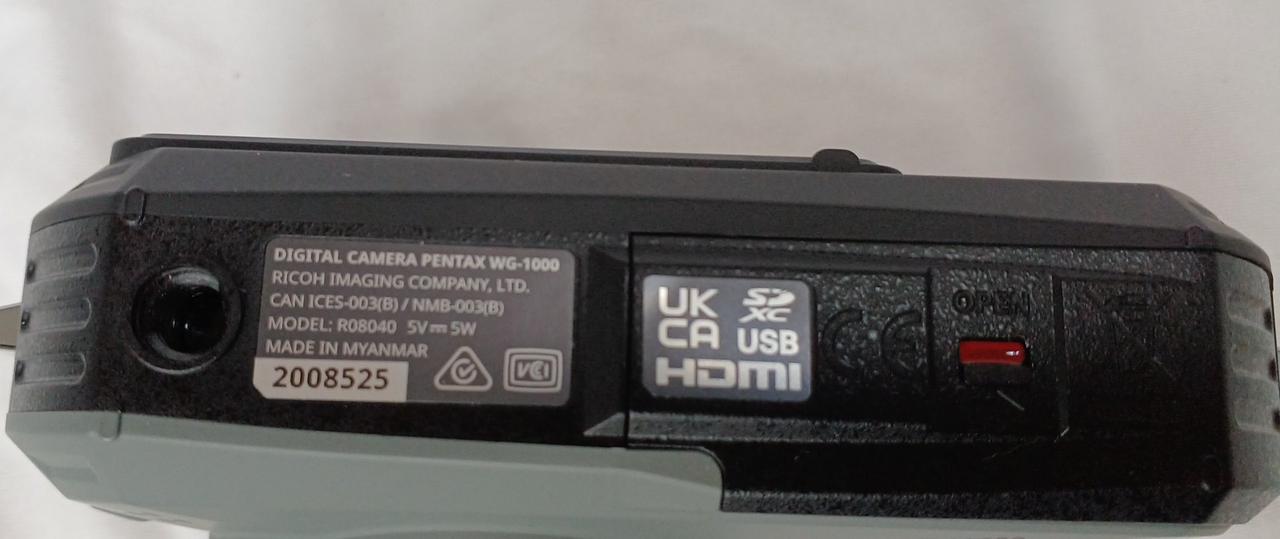 DIGITAL CAMERA PENTAX WG-1000
RICOH IMAGING COMPANY, LTD.
CAN ICES-003(B) / NMB-003(B)
MODEL: R08040 5V⎓5W
MADE IN MYANMAR
2008525
VCI
UK
CA
SD
XC
USB
HDMI
CE
OPEN